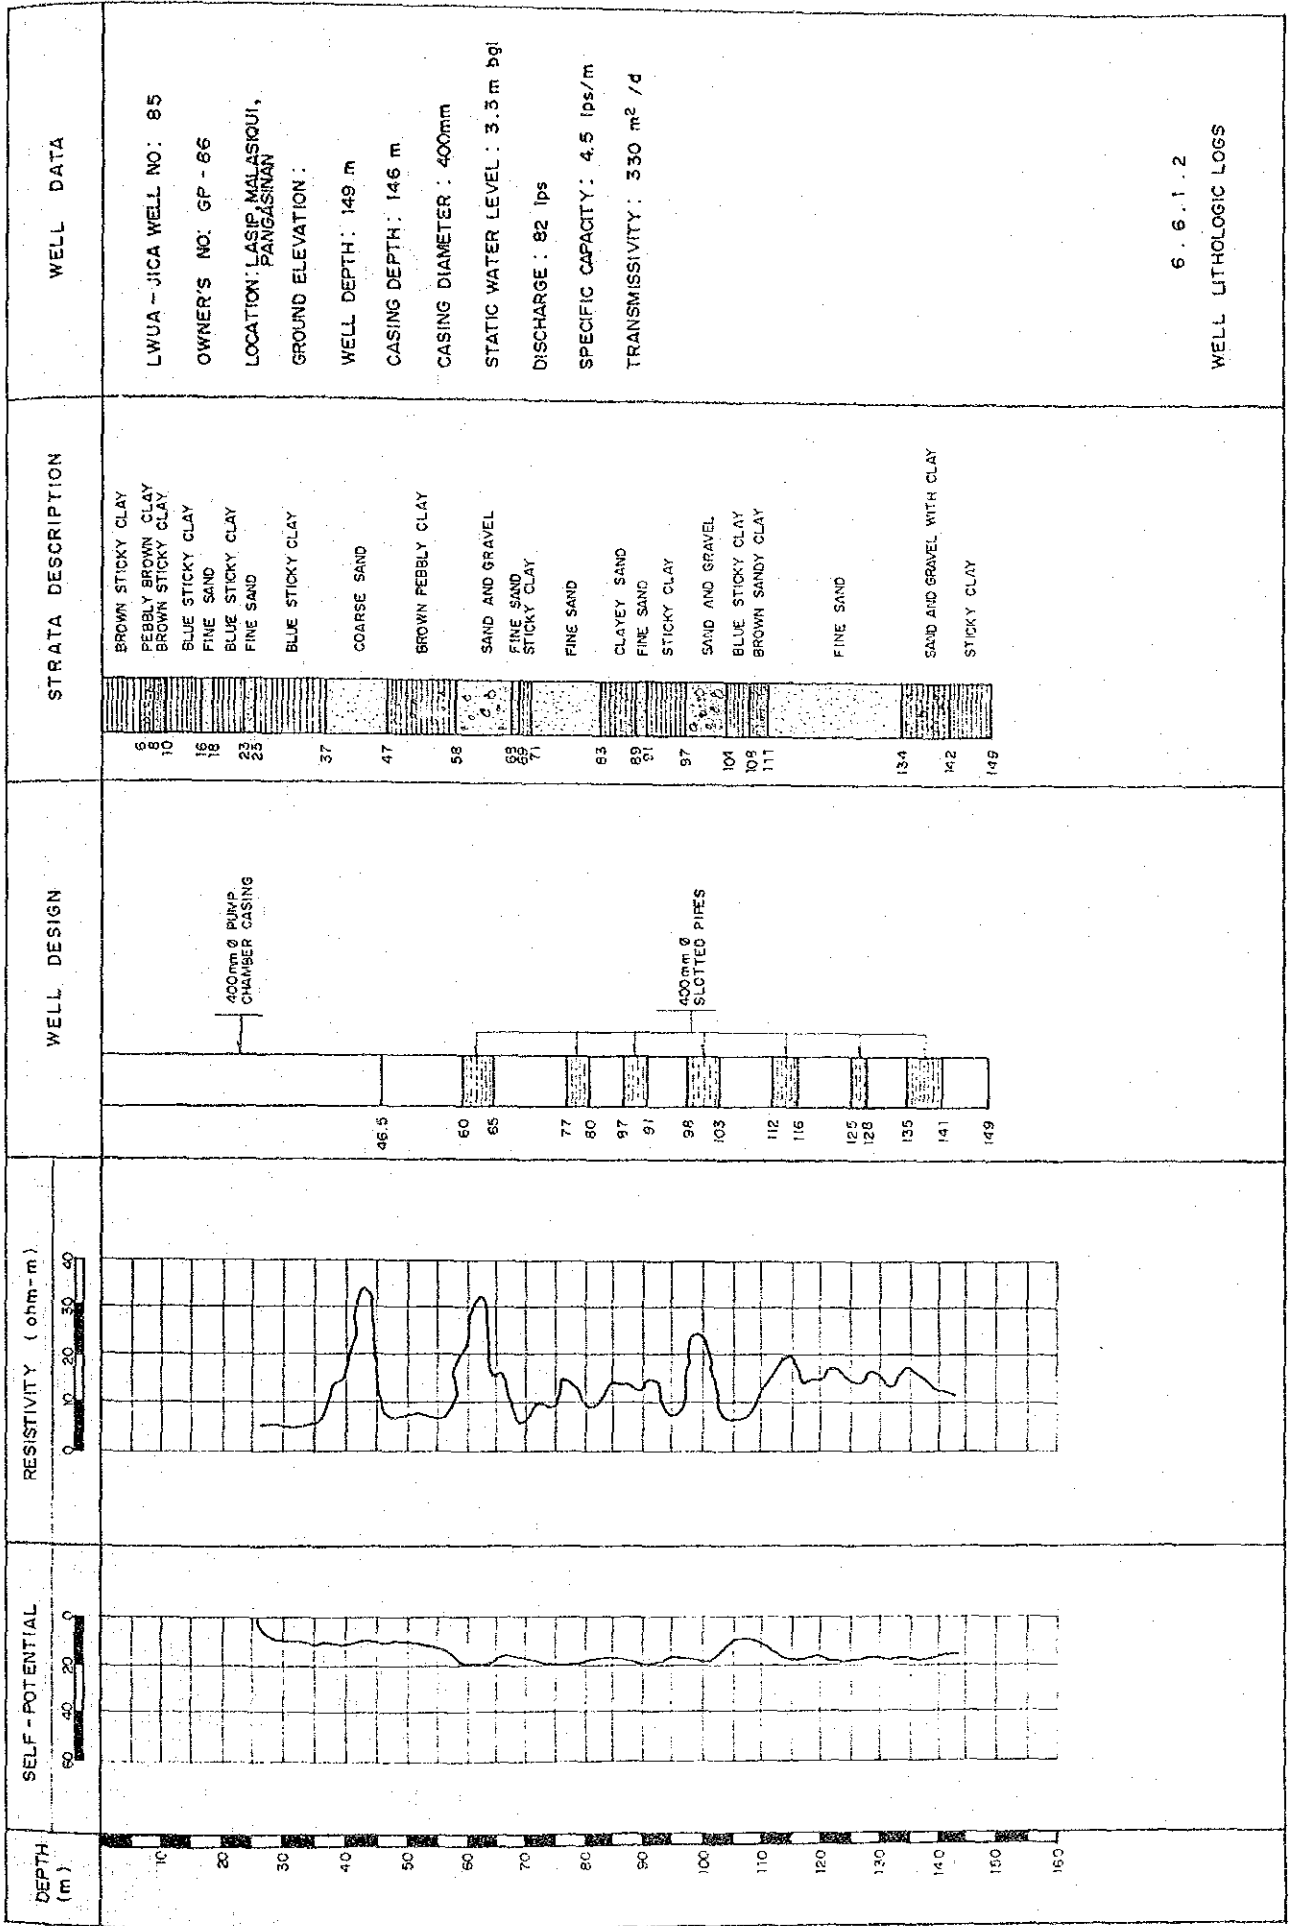 DEPTH
(m)
10
20
30
40
50
60
70
80
90
100
110
120
130
140
150
160
SELF-POTENTIAL
60 40 20 0
RESISTIVITY (ohm-m)
0 10 20 30 40
WELL DESIGN
400mm Ø PUMP
CHAMBER CASING
400mm Ø
SLOTTED PIPES
46.5
60
65
77
80
87
91
98
103
112
116
125
128
135
141
149
STRATA DESCRIPTION
6
8
10
16
18
23
25
37
47
58
68
69
71
83
89
91
97
104
108
111
134
142
149
BROWN STICKY CLAY
PEBBLY BROWN CLAY
BROWN STICKY CLAY
BLUE STICKY CLAY
FINE SAND
BLUE STICKY CLAY
FINE SAND
BLUE STICKY CLAY
COARSE SAND
BROWN PEBBLY CLAY
SAND AND GRAVEL
FINE SAND
STICKY CLAY
FINE SAND
CLAYEY SAND
FINE SAND
STICKY CLAY
SAND AND GRAVEL
BLUE STICKY CLAY
BROWN SANDY CLAY
FINE SAND
SAND AND GRAVEL WITH CLAY
STICKY CLAY
WELL DATA
LWUA-JICA WELL NO: 85
OWNER'S NO: GP-86
LOCATION: LASIP, MALASIQUI,
PANGASINAN
GROUND ELEVATION:
WELL DEPTH: 149 m
CASING DEPTH: 146 m
CASING DIAMETER: 400mm
STATIC WATER LEVEL: 3.3 m bgl
DISCHARGE: 82 lps
SPECIFIC CAPACITY: 4.5 lps/m
TRANSMISSIVITY: 330 m² /d
6.6.1.2
WELL LITHOLOGIC LOGS